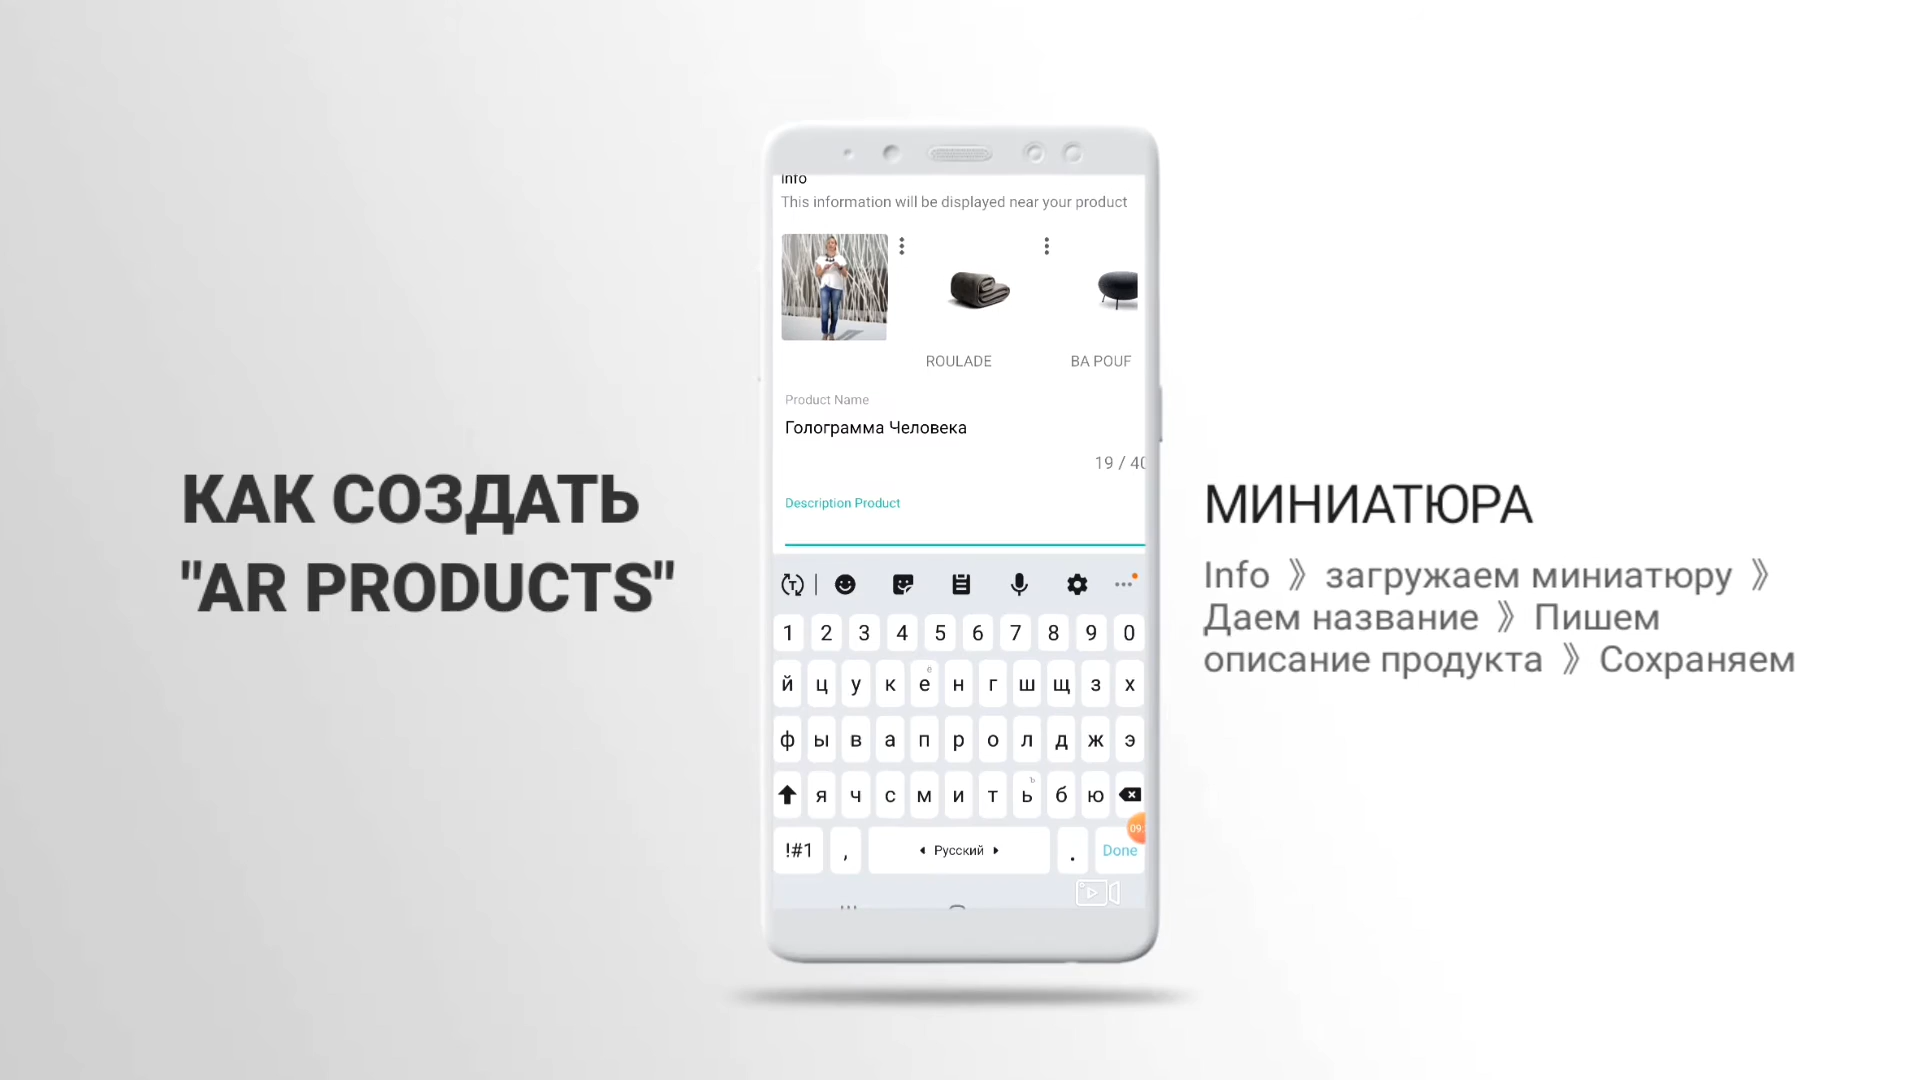 КАК СОЗДАТЬ
"AR PRODUCTS"
Info
This information will be displayed near your product
ROULADE
BA POUF
Product Name
Голограмма Человека
19 / 40
Description Product
1 2 3 4 5 6 7 8 9 0
ё
й ц у к е н г ш щ з х
ф ы в а п р о л д ж э
ъ
я ч с м и т ь б ю
09:
!#1 , Русский . Done
МИНИАТЮРА
Info 》 загружаем миниатюру 》
Даем название 》 Пишем
описание продукта 》 Сохраняем